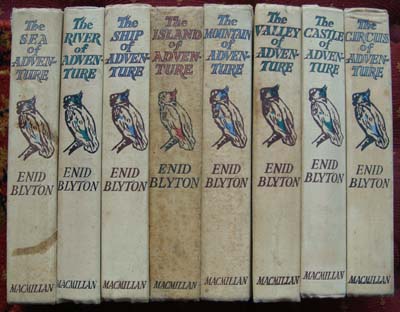 The
SEA
of
ADVEN-
TURE
ENID
BLYTON
MACMILLAN
The
RIVER
of
ADVEN-
TURE
ENID
BLYTON
MACMILLAN
The
SHIP
of
ADVEN-
TURE
ENID
BLYTON
MACMILLAN
The
ISLAND
of
ADVEN-
TURE
ENID
BLYTON
MACMILLAN
The
MOUNTAIN
of
ADVEN-
TURE
ENID
BLYTON
MACMILLAN
The
VALLEY
of
ADVEN-
TURE
ENID
BLYTON
MACMILLAN
The
CASTLE
of
ADVEN-
TURE
ENID
BLYTON
MACMILLAN
The
CIRCUS
of
ADVEN-
TURE
ENID
BLYTON
MACMILLAN